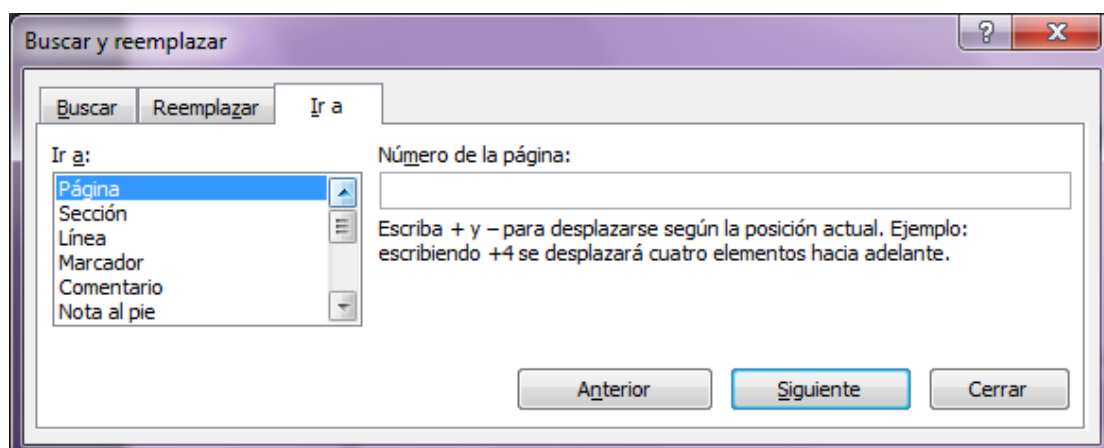 Buscar y reemplazar
Buscar
Reemplazar
Ir a
Ir a:
Página
Sección
Línea
Marcador
Comentario
Nota al pie
Número de la página:
Escriba + y – para desplazarse según la posición actual. Ejemplo:
escribiendo +4 se desplazará cuatro elementos hacia adelante.
Anterior
Siguiente
Cerrar